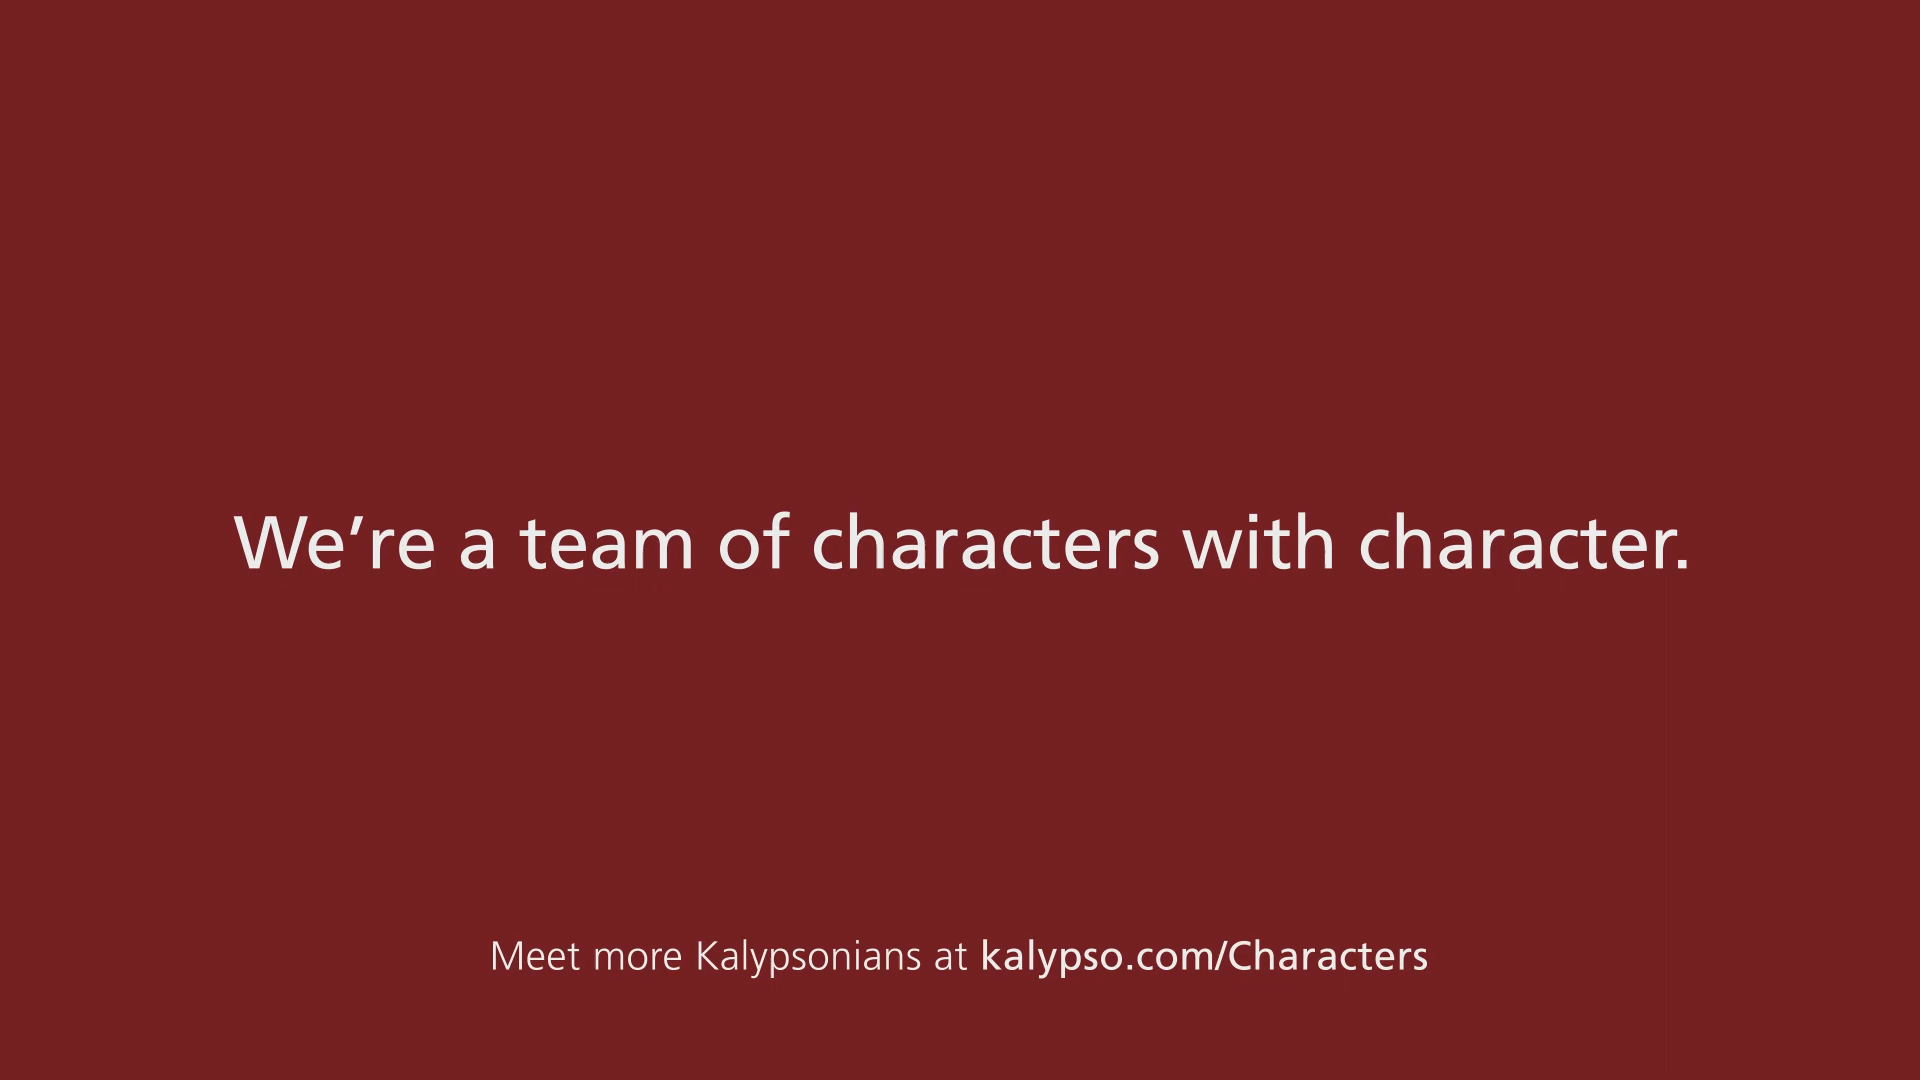 We’re a team of characters with character.
Meet more Kalypsonians at kalypso.com/Characters